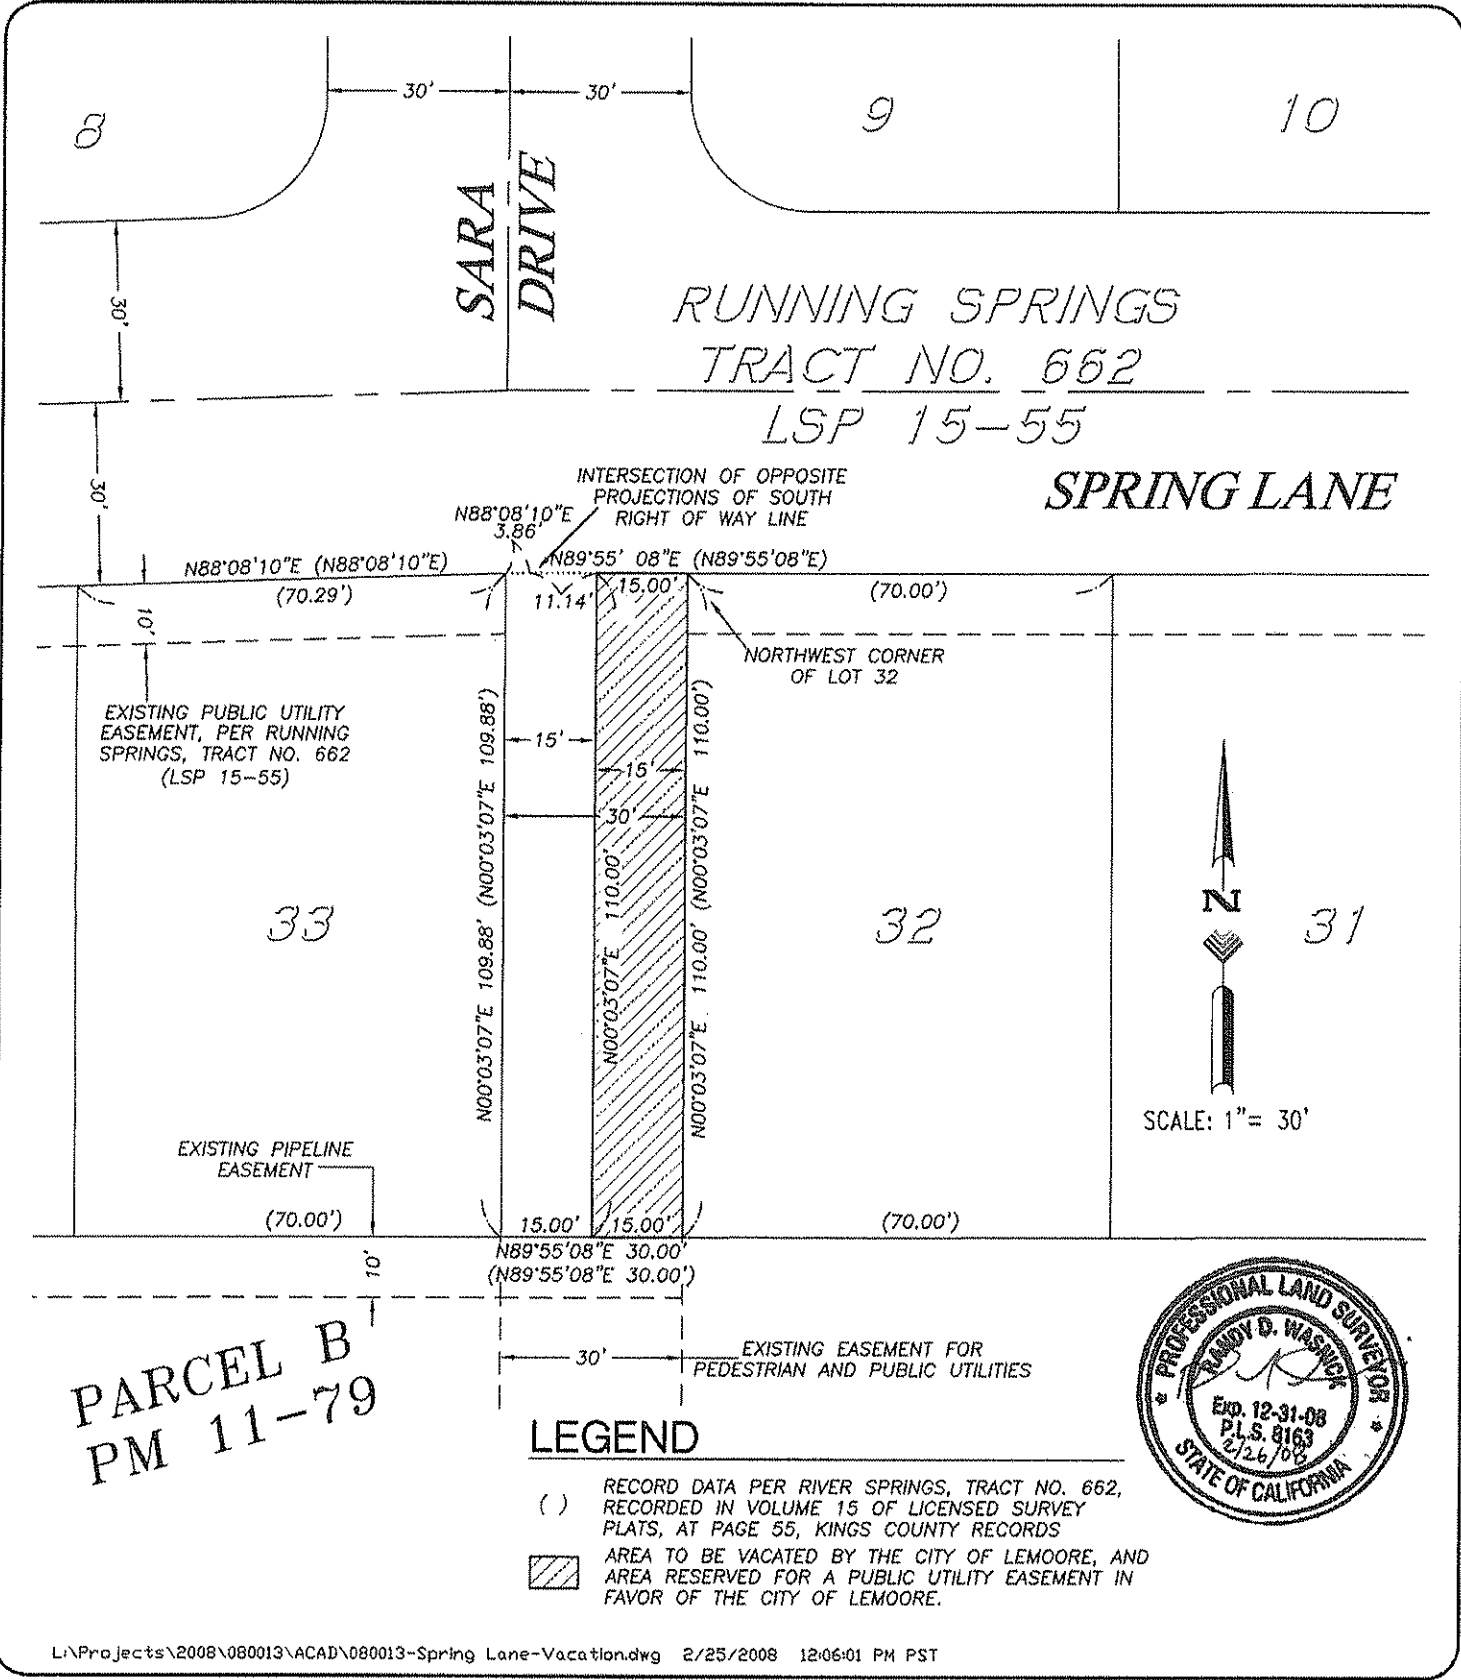 30'
30'
8
9
10
SARA
DRIVE
30'
RUNNING SPRINGS
TRACT NO. 662
LSP 15-55
30'
SPRING LANE
INTERSECTION OF OPPOSITE
PROJECTIONS OF SOUTH
RIGHT OF WAY LINE
N88°08'10"E
3.86'
N88°08'10"E (N88°08'10"E)
N89°55' 08"E (N89°55'08"E)
(70.29')
11.14'
15.00'
(70.00')
10'
NORTHWEST CORNER
OF LOT 32
EXISTING PUBLIC UTILITY
EASEMENT, PER RUNNING
SPRINGS, TRACT NO. 662
(LSP 15-55)
15'
15'
30'
N00°03'07"E 109.88' (N00°03'07"E 109.88')
N00°03'07"E 110.00'
N00°03'07"E 110.00' (N00°03'07"E 110.00')
33
32
31
N
SCALE: 1"= 30'
EXISTING PIPELINE
EASEMENT
(70.00')
15.00'
15.00'
(70.00')
N89°55'08"E 30.00'
(N89°55'08"E 30.00')
10'
PARCEL B
PM 11-79
30'
EXISTING EASEMENT FOR
PEDESTRIAN AND PUBLIC UTILITIES
PROFESSIONAL LAND SURVEYOR
RANDY D. WASNICK
Exp. 12-31-08
P.L.S. 8163
2/26/08
STATE OF CALIFORNIA
LEGEND
( ) RECORD DATA PER RIVER SPRINGS, TRACT NO. 662,
RECORDED IN VOLUME 15 OF LICENSED SURVEY
PLATS, AT PAGE 55, KINGS COUNTY RECORDS
AREA TO BE VACATED BY THE CITY OF LEMOORE, AND
AREA RESERVED FOR A PUBLIC UTILITY EASEMENT IN
FAVOR OF THE CITY OF LEMOORE.
L:\Projects\2008\080013\ACAD\080013-Spring Lane-Vacation.dwg 2/25/2008 12:06:01 PM PST